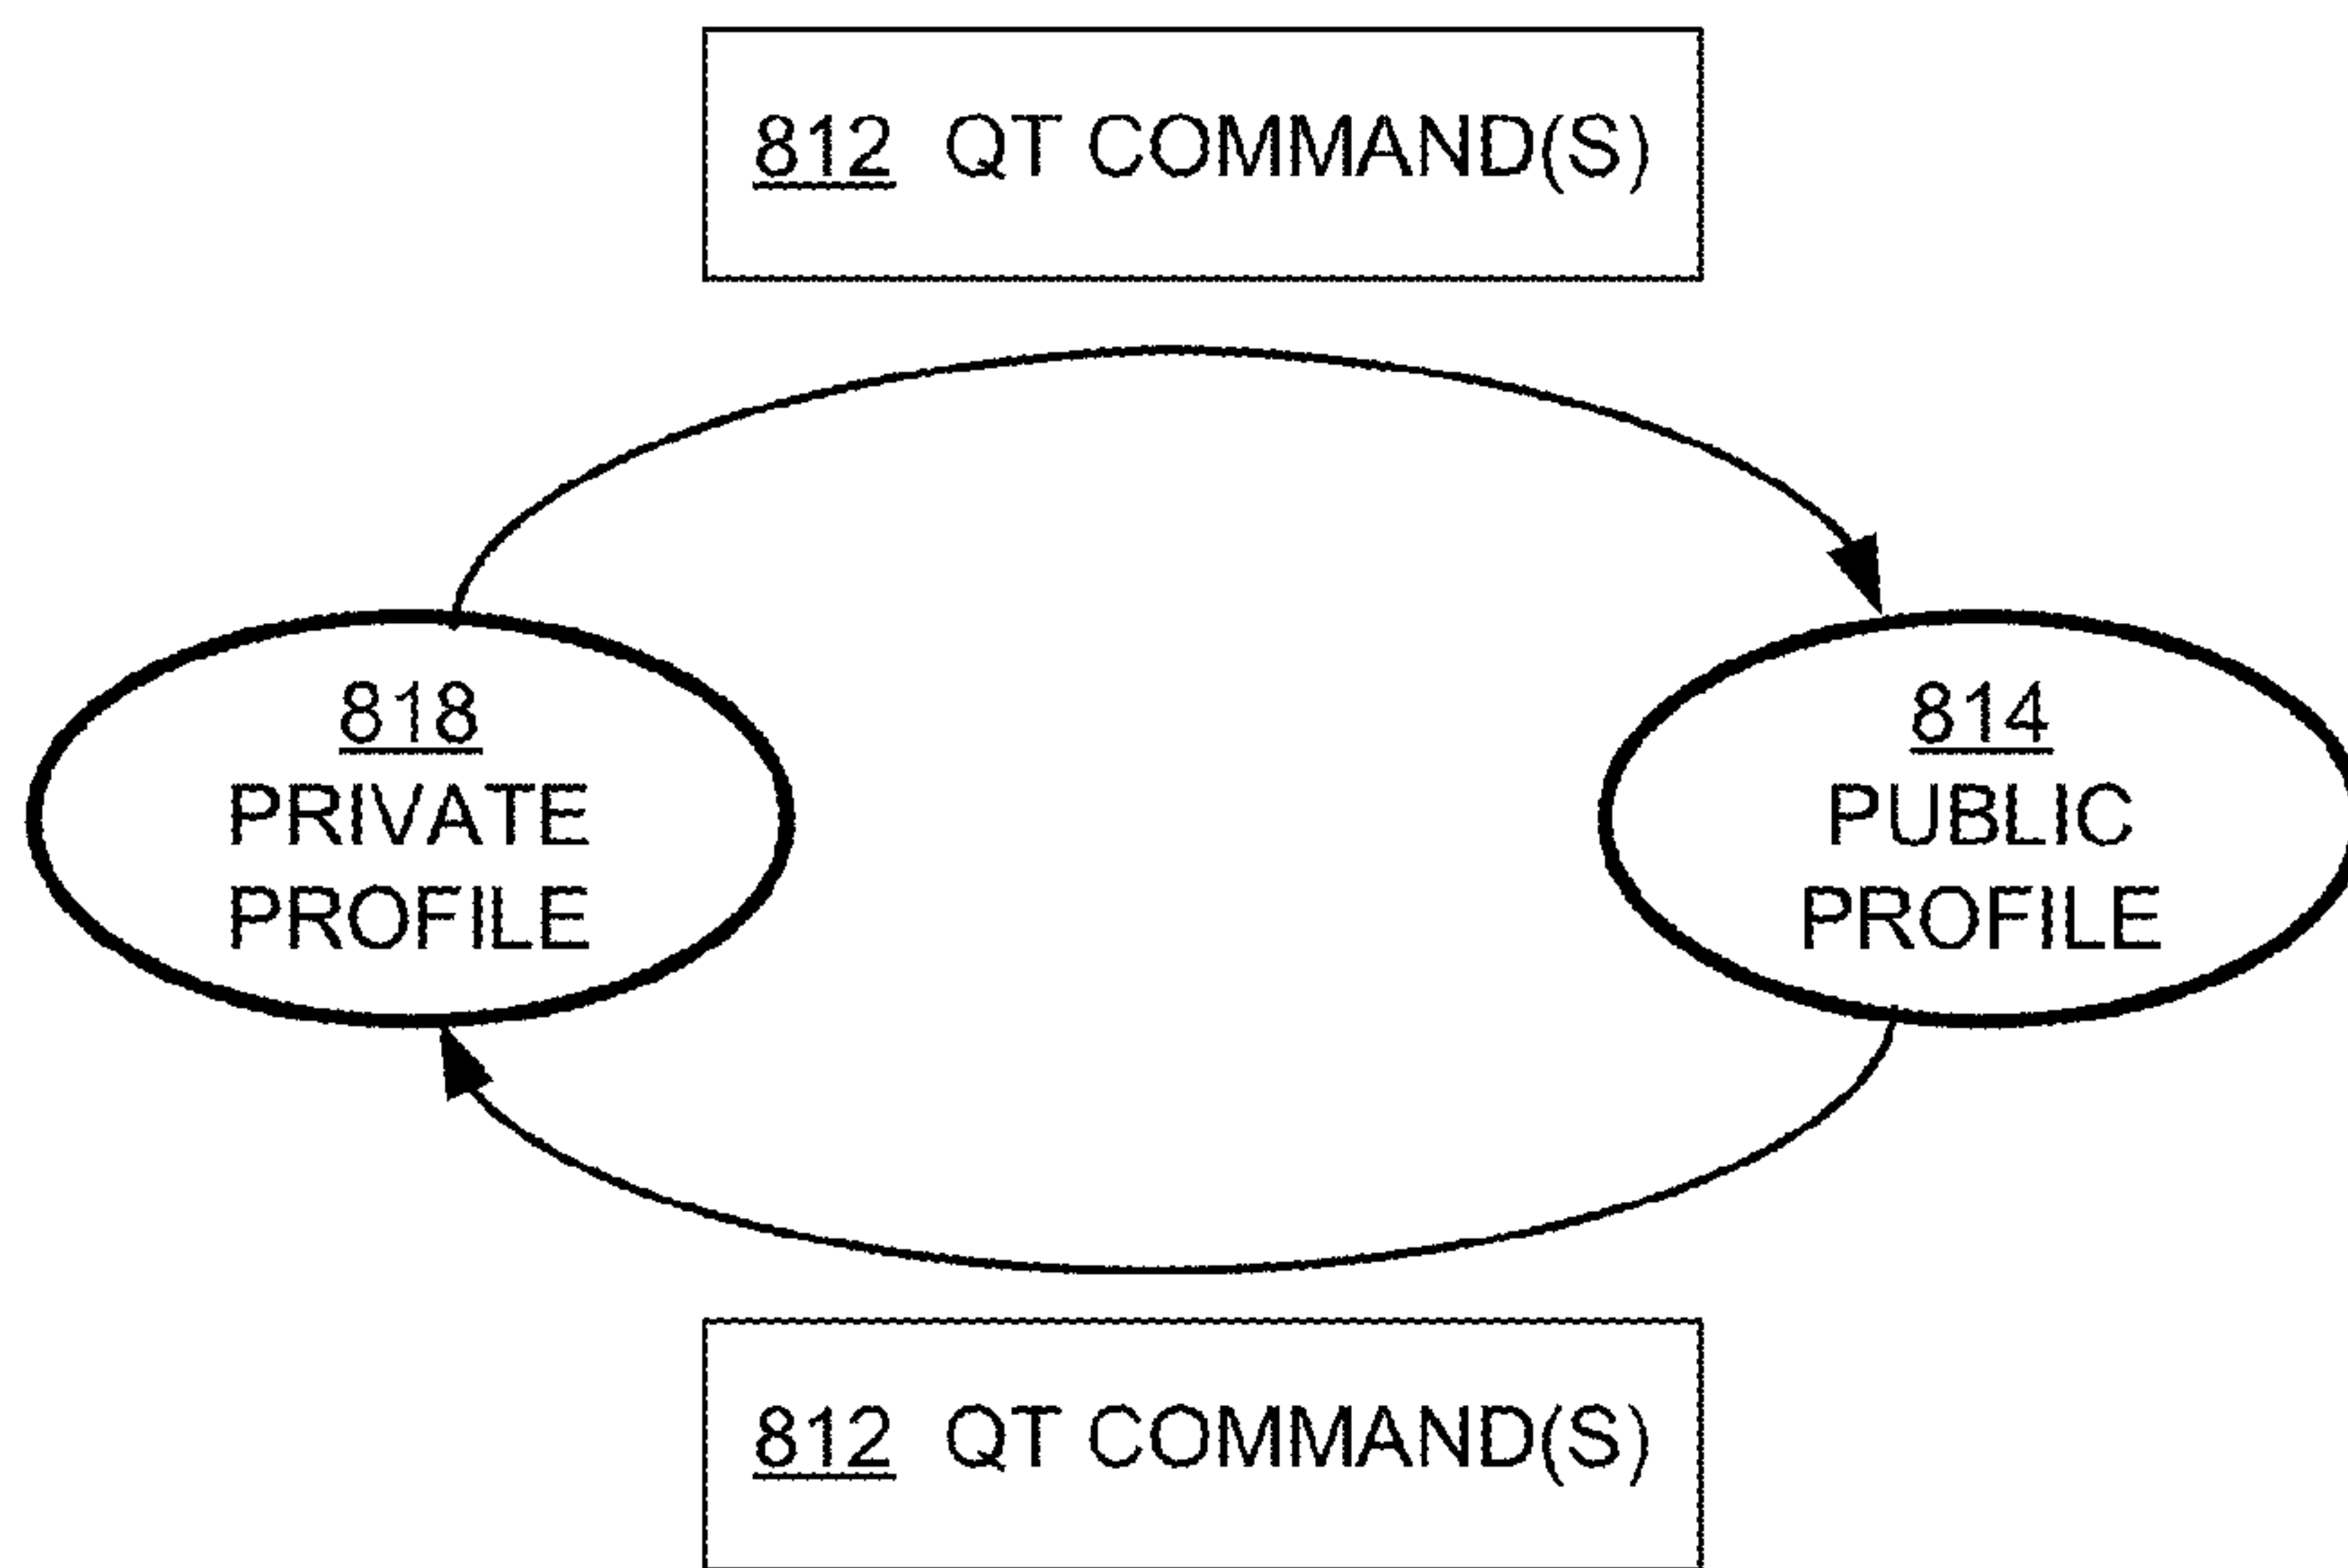 812 QT COMMAND(S)
818
PRIVATE
PROFILE
814
PUBLIC
PROFILE
812 QT COMMAND(S)